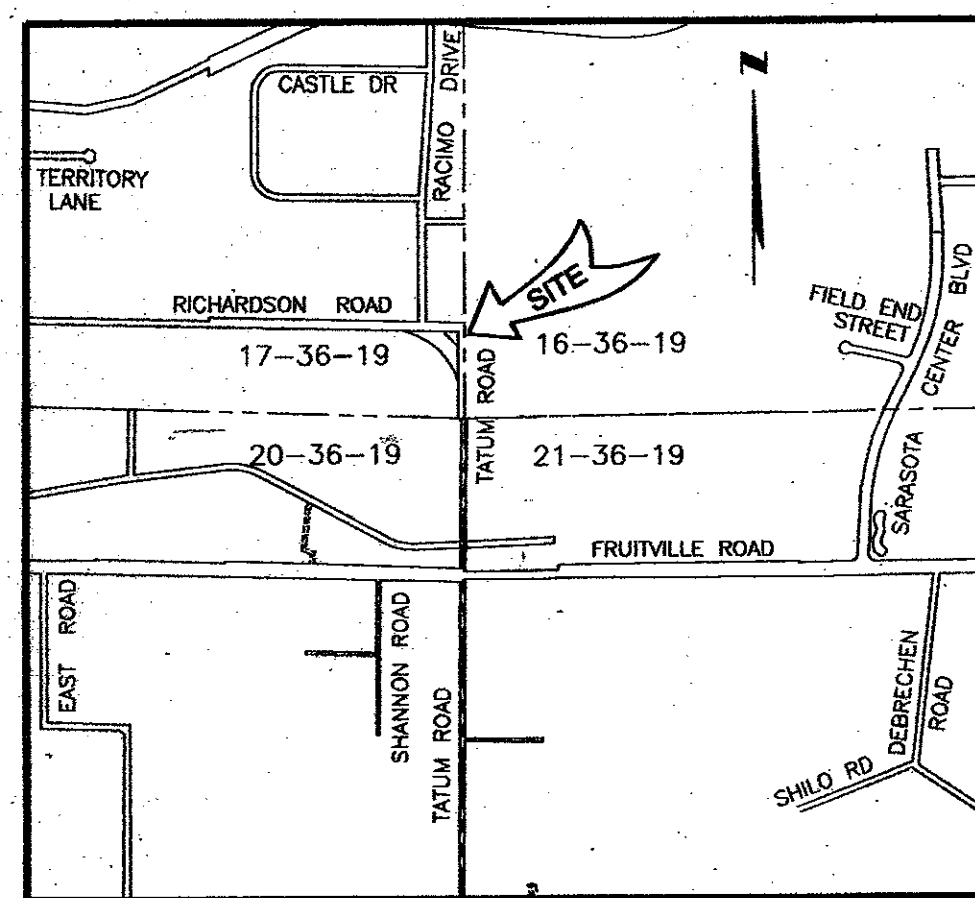 CASTLE DR
RACIMO DRIVE
N
TERRITORY
LANE
SITE
RICHARDSON ROAD
FIELD END
STREET
SARASOTA CENTER BLVD
17-36-19
16-36-19
TATUM ROAD
20-36-19
21-36-19
FRUITVILLE ROAD
EAST ROAD
SHANNON ROAD
TATUM ROAD
DEBRECHEN
ROAD
SHILO RD